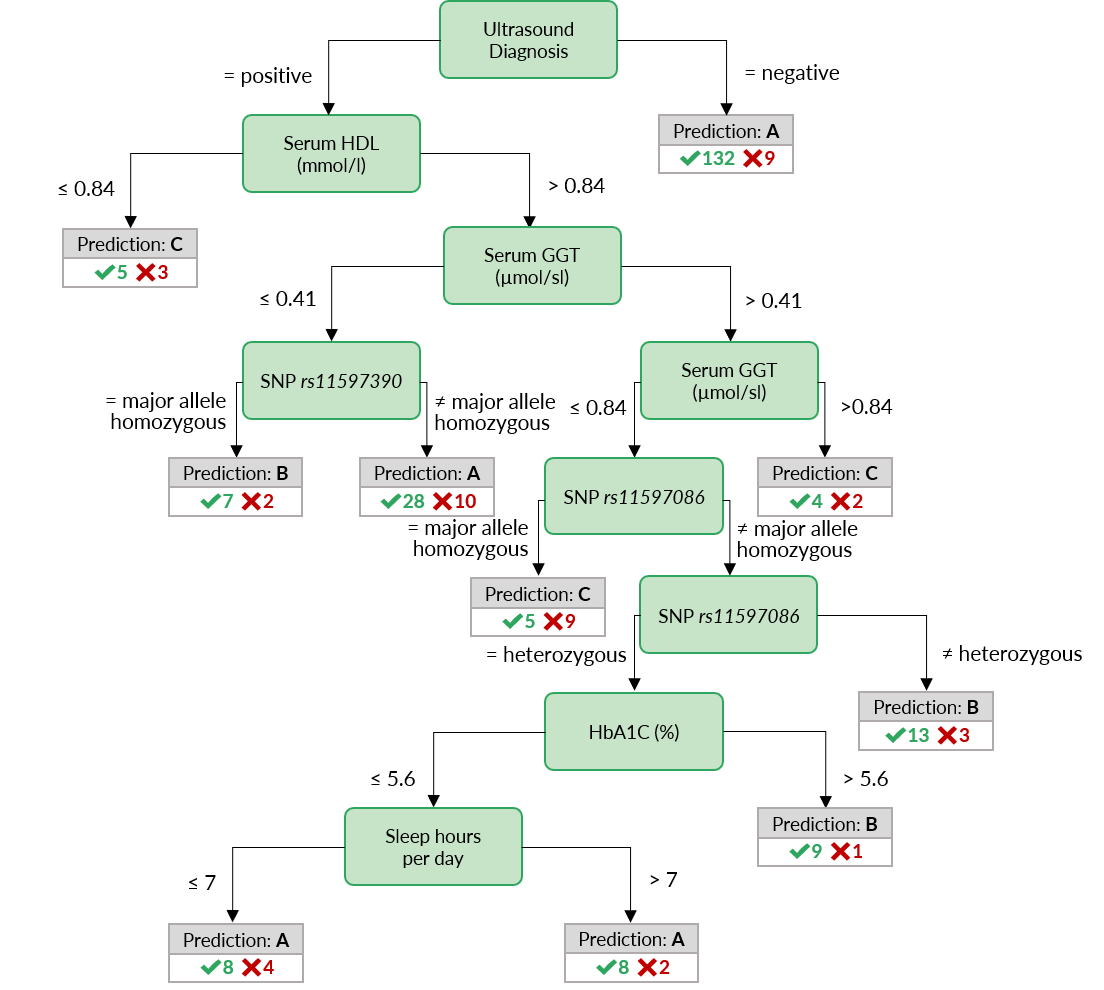 Ultrasound
Diagnosis
= positive
= negative
Prediction: A
132 9
Serum HDL
(mmol/l)
≤ 0.84
> 0.84
Prediction: C
5 3
Serum GGT
(µmol/sl)
≤ 0.41
> 0.41
SNP rs11597390
Serum GGT
(µmol/sl)
= major allele
homozygous
≠ major allele
homozygous
≤ 0.84
>0.84
Prediction: B
7 2
Prediction: A
28 10
SNP rs11597086
Prediction: C
4 2
= major allele
homozygous
≠ major allele
homozygous
Prediction: C
5 9
SNP rs11597086
= heterozygous
≠ heterozygous
HbA1C (%)
Prediction: B
13 3
≤ 5.6
> 5.6
Sleep hours
per day
Prediction: B
9 1
≤ 7
> 7
Prediction: A
8 4
Prediction: A
8 2